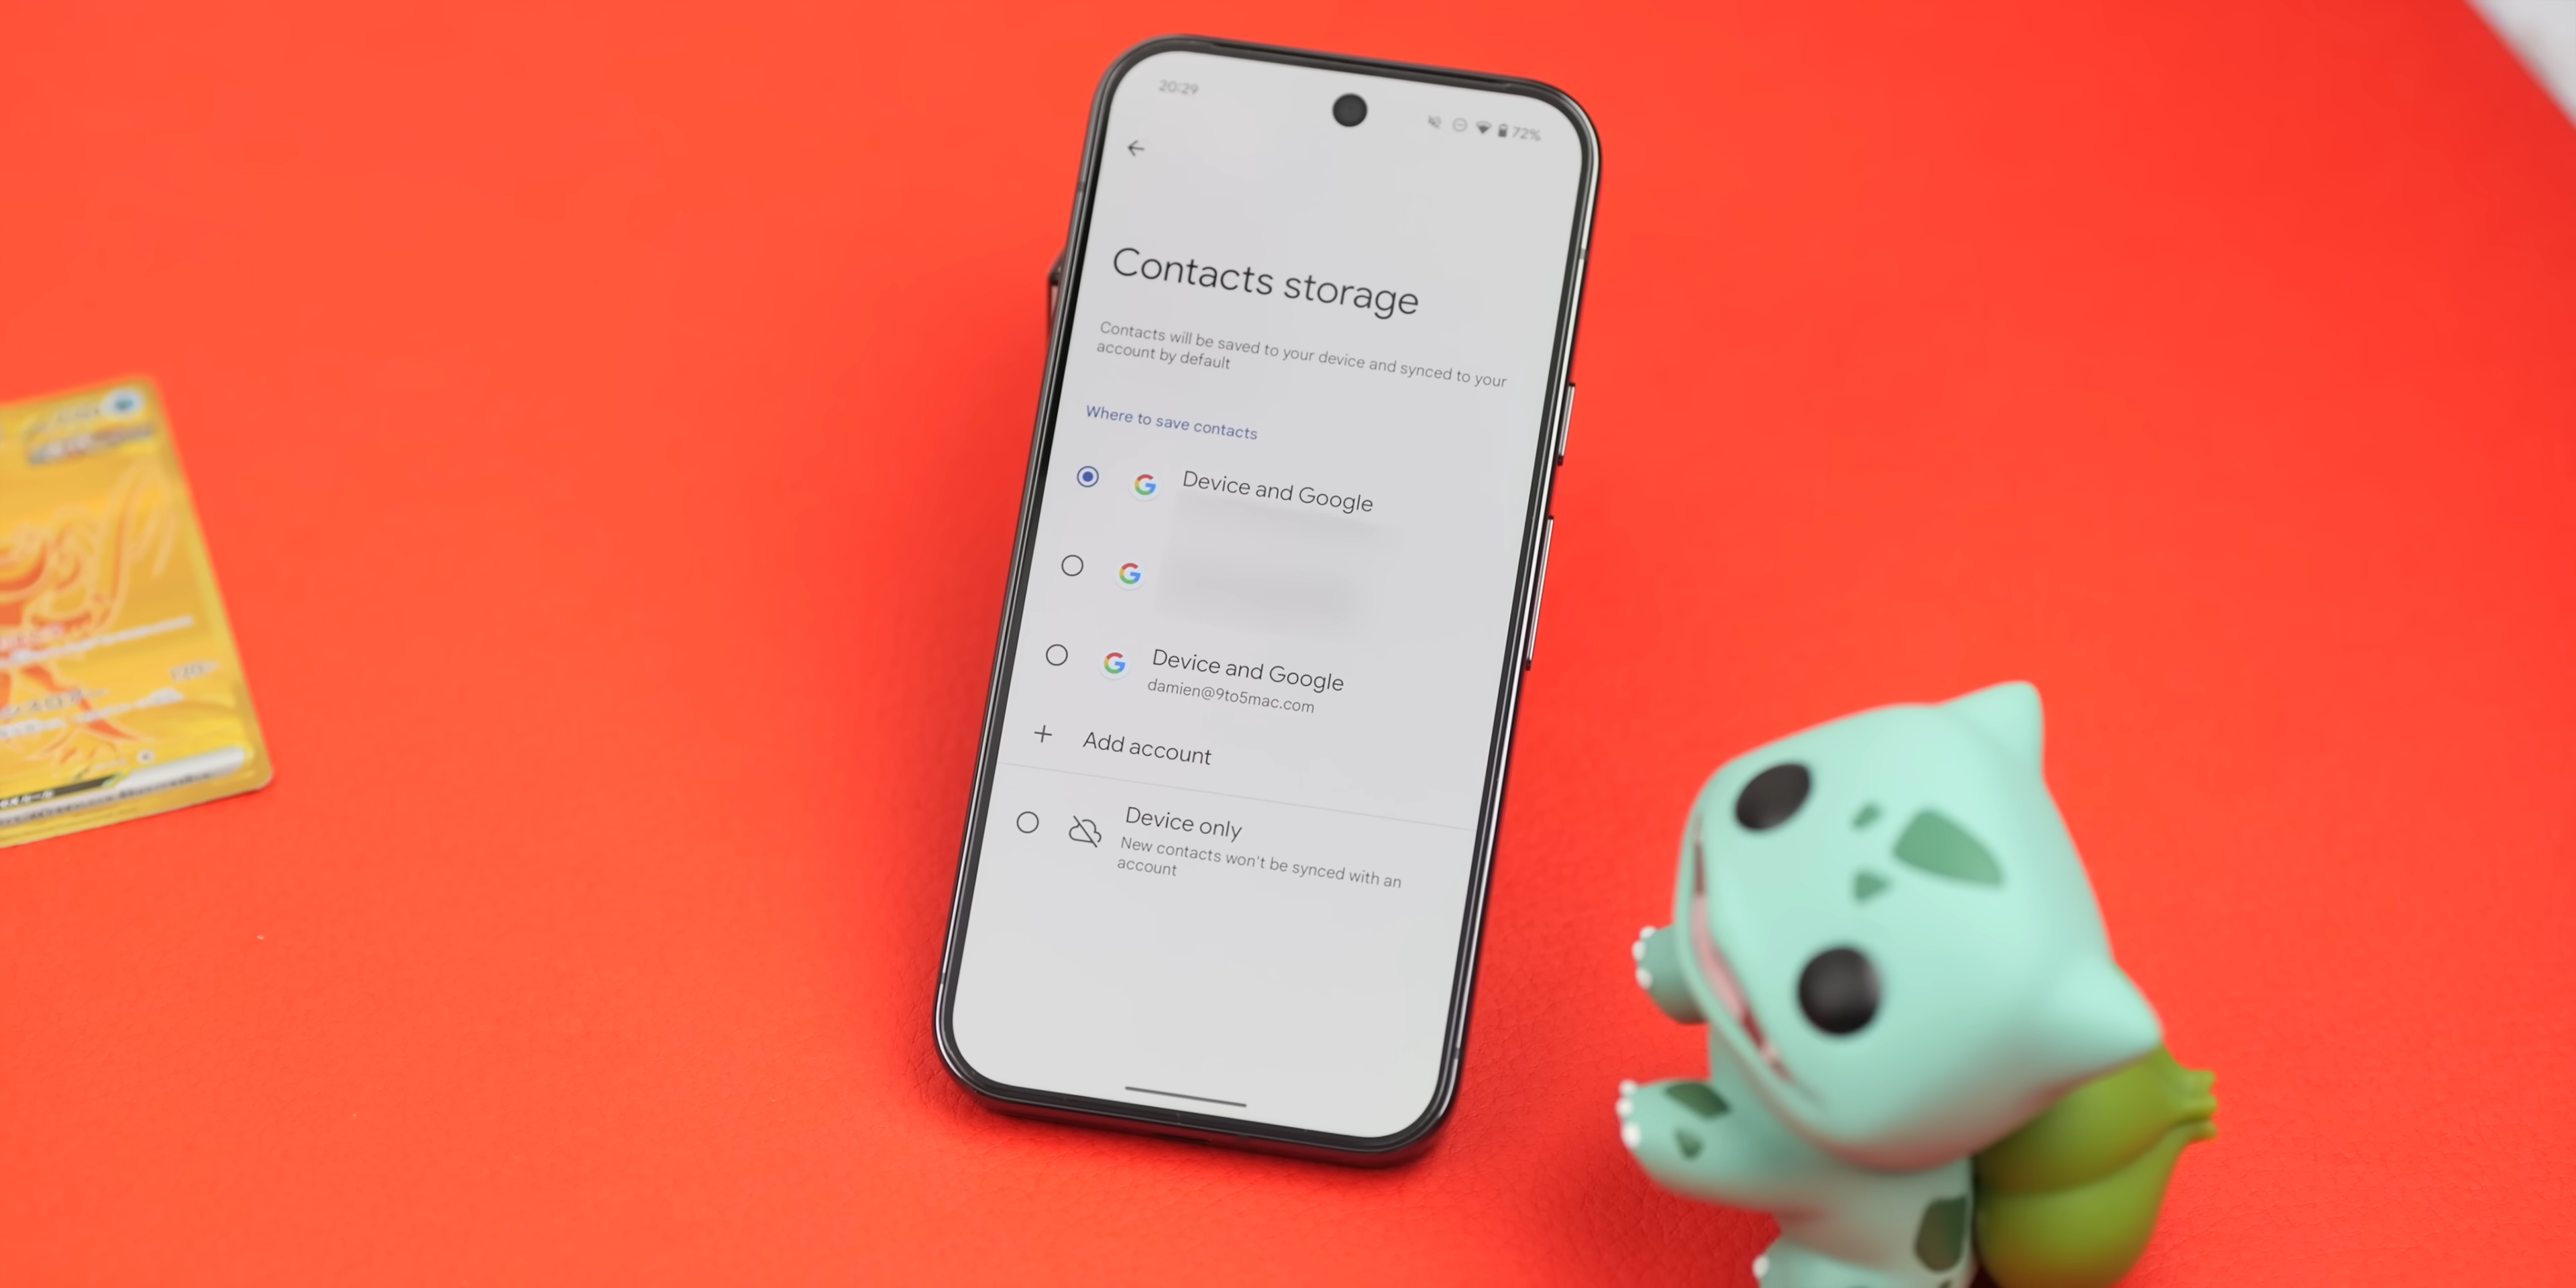 20:29
72%
Contacts storage
Contacts will be saved to your device and synced to your
account by default
Where to save contacts
Device and Google
Device and Google
damien@9to5mac.com
Add account
Device only
New contacts won't be synced with an
account